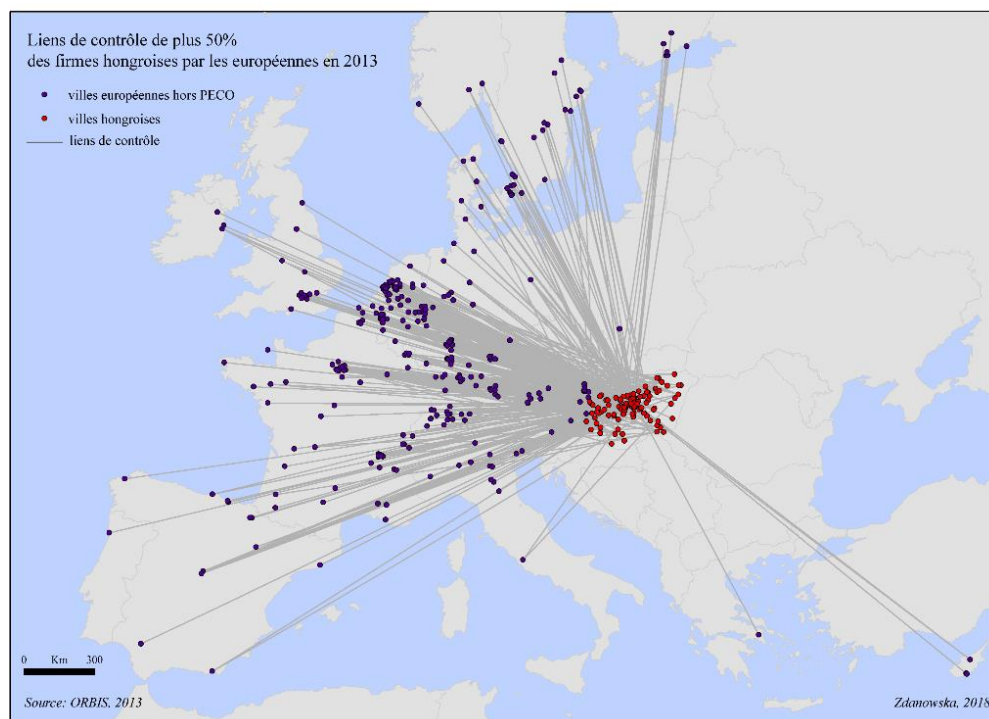 Liens de contrôle de plus 50%
des firmes hongroises par les européennes en 2013
villes européennes hors PECO
villes hongroises
liens de contrôle
0 Km 300
Source: ORBIS, 2013
Zdanowska, 2018